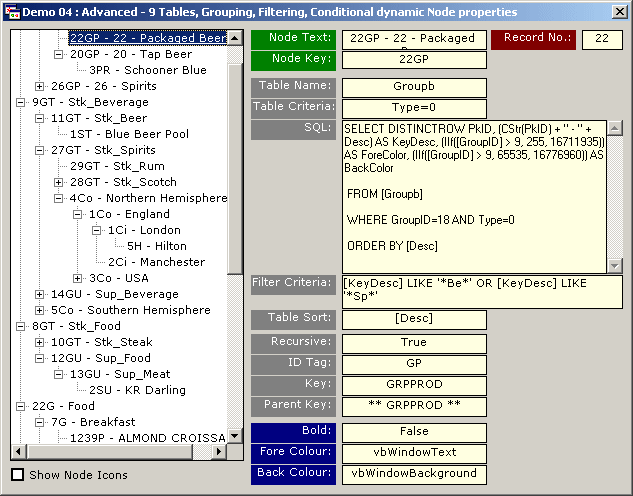 Demo 04 : Advanced - 9 Tables, Grouping, Filtering, Conditional dynamic Node properties
22GP - 22 - Packaged Beer
20GP - 20 - Tap Beer
3PR - Schooner Blue
26GP - 26 - Spirits
9GT - Stk_Beverage
11GT - Stk_Beer
1ST - Blue Beer Pool
27GT - Stk_Spirits
29GT - Stk_Rum
28GT - Stk_Scotch
4Co - Northern Hemisphere
1Co - England
1Ci - London
5H - Hilton
2Ci - Manchester
3Co - USA
14GU - Sup_Beverage
5Co - Southern Hemisphere
8GT - Stk_Food
10GT - Stk_Steak
12GU - Sup_Food
13GU - Sup_Meat
2SU - KR Darling
22G - Food
7G - Breakfast
1239P - ALMOND CROISSA
Show Node Icons
Node Text: 22GP - 22 - Packaged
Record No.: 22
Node Key: 22GP
Table Name: Groupb
Table Criteria: Type=0
SQL:
SELECT DISTINCTROW PkID, (CStr(PkID) + " - " +
Desc) AS KeyDesc, (IIf([GroupID] > 9, 255, 16711935))
AS ForeColor, (IIf([GroupID] > 9, 65535, 16776960)) AS
BackColor
FROM [Groupb]
WHERE GroupID=18 AND Type=0
ORDER BY [Desc]
Filter Criteria: [KeyDesc] LIKE '*Be*' OR [KeyDesc] LIKE
'*Sp*'
Table Sort: [Desc]
Recursive: True
ID Tag: GP
Key: GRPPROD
Parent Key: ** GRPPROD **
Bold: False
Fore Colour: vbWindowText
Back Colour: vbWindowBackground